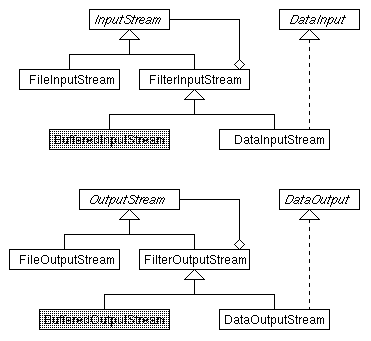 InputStream
DataInput
FileInputStream
FilterInputStream
BufferedInputStream
DataInputStream
OutputStream
DataOutput
FileOutputStream
FilterOutputStream
BufferedOutputStream
DataOutputStream